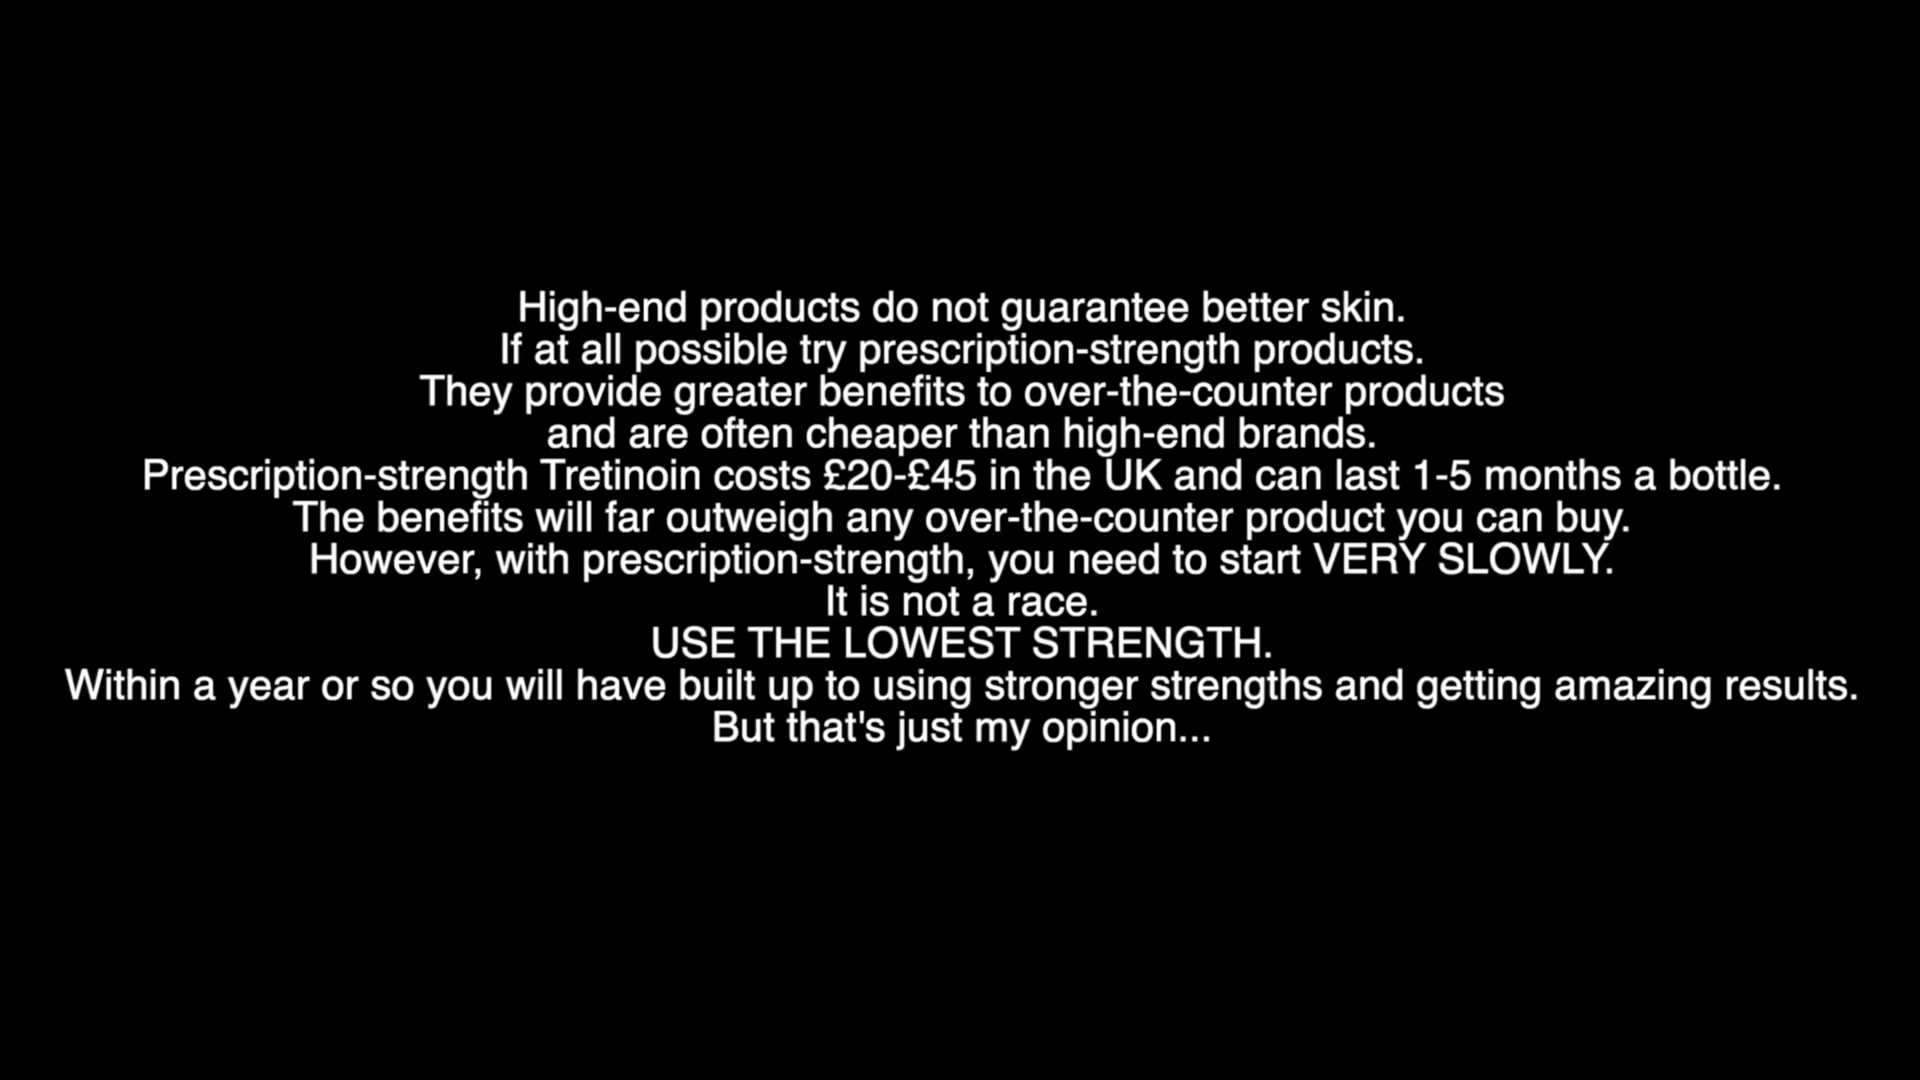 High-end products do not guarantee better skin.
If at all possible try prescription-strength products.
They provide greater benefits to over-the-counter products
and are often cheaper than high-end brands.
Prescription-strength Tretinoin costs £20-£45 in the UK and can last 1-5 months a bottle.
The benefits will far outweigh any over-the-counter product you can buy.
However, with prescription-strength, you need to start VERY SLOWLY.
It is not a race.
USE THE LOWEST STRENGTH.
Within a year or so you will have built up to using stronger strengths and getting amazing results.
But that's just my opinion...